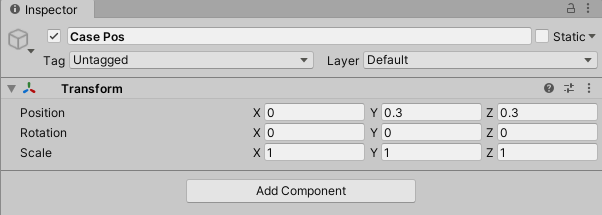 Inspector
Case Pos Static
Tag Untagged Layer Default
Transform
Position X 0 Y 0.3 Z 0.3
Rotation X 0 Y 0 Z 0
Scale X 1 Y 1 Z 1
Add Component